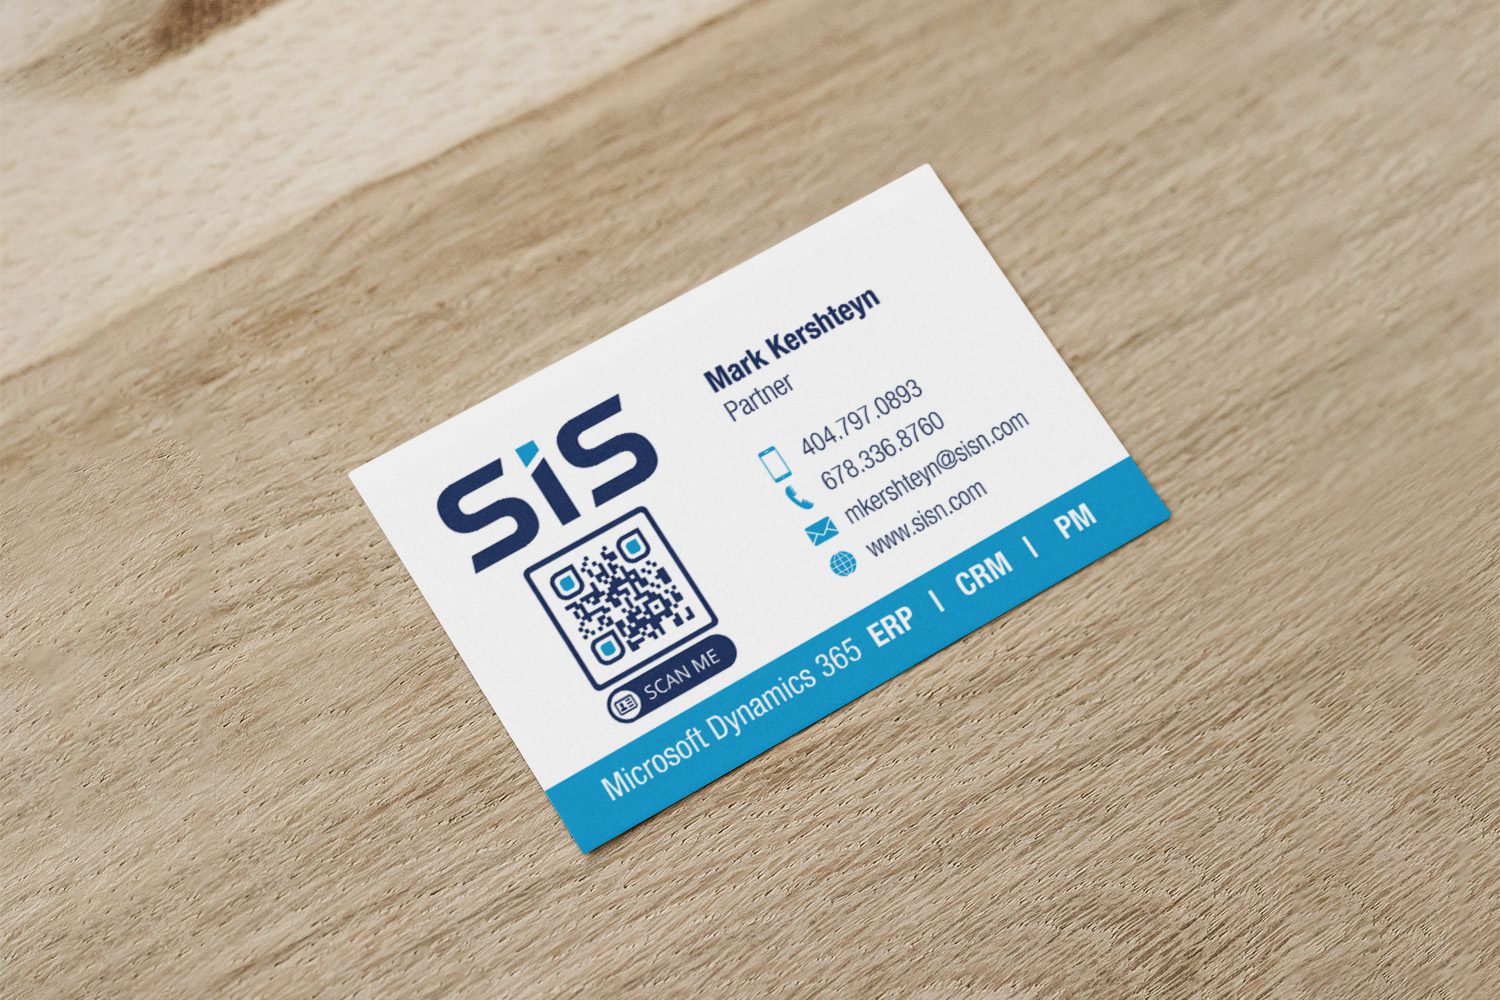 SiS
SCAN ME
Mark Kershteyn
Partner
404.797.0893
678.336.8760
mkershteyn@sisn.com
www.sisn.com
Microsoft Dynamics 365 ERP | CRM | PM